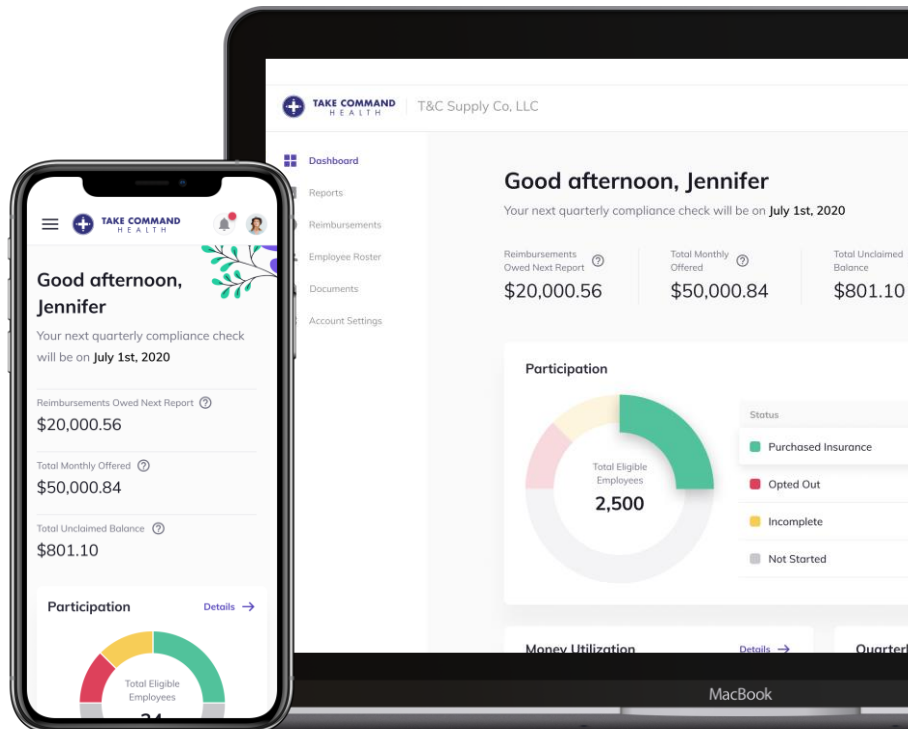 TAKE COMMAND
HEALTH
T&C Supply Co, LLC
Dashboard
Reports
Reimbursements
Employee Roster
Documents
Account Settings
Good afternoon, Jennifer
Your next quarterly compliance check will be on July 1st, 2020
Reimbursements
Owed Next Report
$20,000.56
Total Monthly
Offered
$50,000.84
Total Unclaimed
Balance
$801.10
Participation
Total Eligible
Employees
2,500
Status
Purchased Insurance
Opted Out
Incomplete
Not Started
Money Utilization
Details
MacBook
TAKE COMMAND
HEALTH
Good afternoon,
Jennifer
Your next quarterly compliance check
will be on July 1st, 2020
Reimbursements Owed Next Report
$20,000.56
Total Monthly Offered
$50,000.84
Total Unclaimed Balance
$801.10
Participation
Details
Total Eligible
Employees